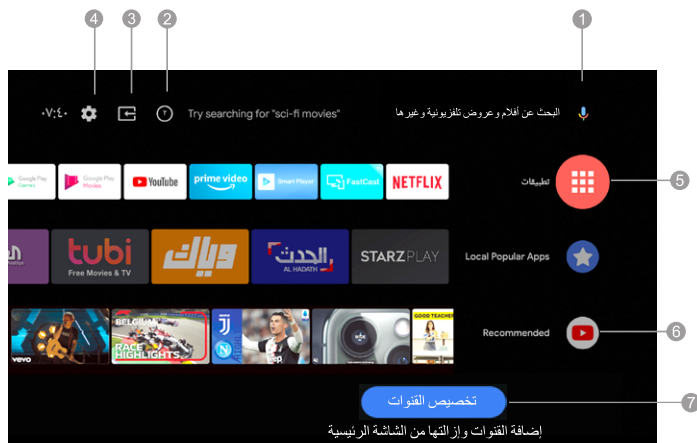 4
3
2
1
٠٧:٤٠
٢
Try searching for "sci-fi movies"
البحث عن أفلام وعروض تلفزيونية وغيرها
Google Play
Games
Google Play
Movies
YouTube
prime video
Smart Player
FastCast
NETFLIX
تطبيقات
5
tubi
Free Movies & TV
وياك
الحدث
AL HADATH
STARZPLAY
Local Popular Apps
vevo
BELGIUM
RACE
HIGHLIGHTS
GOOD TEACHER
Recommended
6
تخصيص القنوات
7
إضافة القنوات وإزالتها من الشاشة الرئيسية